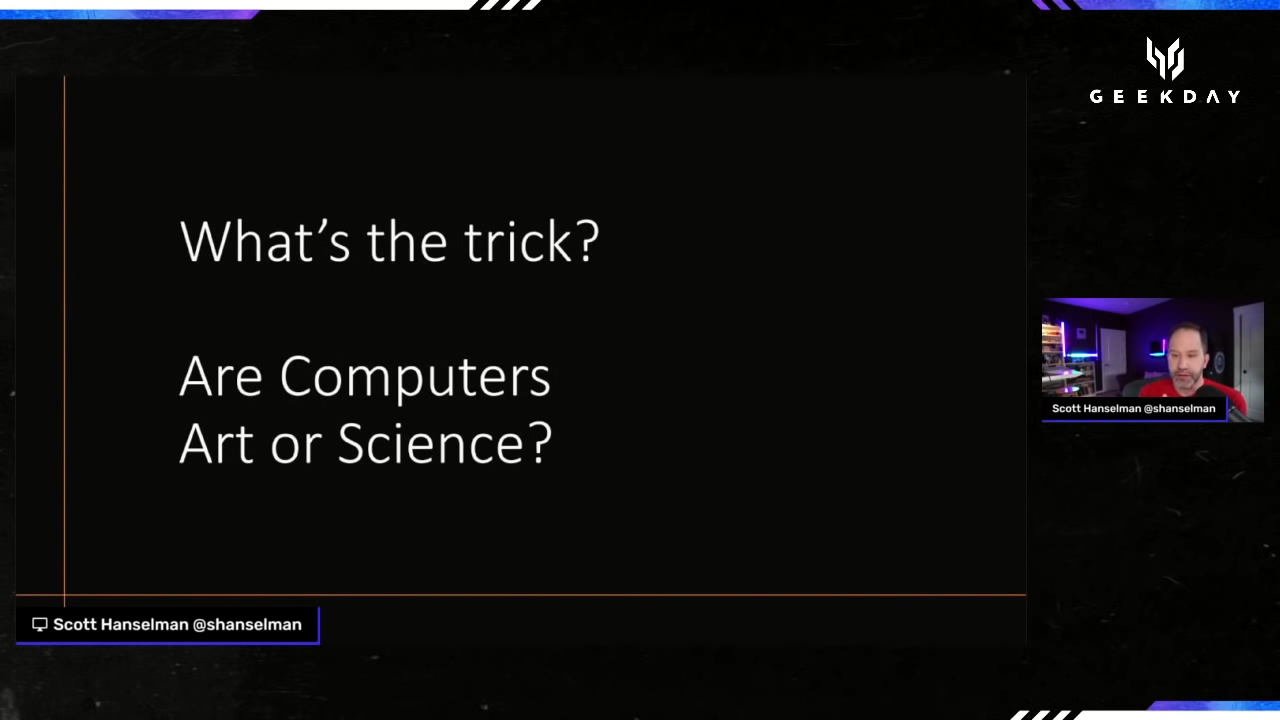 GEEKDAY
What's the trick?
Are Computers
Art or Science?
Scott Hanselman @shanselman
Scott Hanselman @shanselman